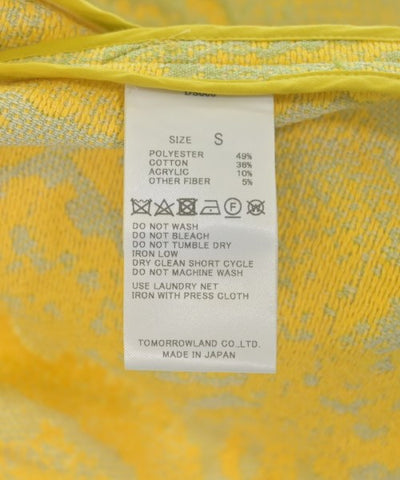 SIZE S
POLYESTER 49%
COTTON 36%
ACRYLIC 10%
OTHER FIBER 5%
DO NOT WASH
DO NOT BLEACH
DO NOT TUMBLE DRY
IRON LOW
DRY CLEAN SHORT CYCLE
DO NOT MACHINE WASH
USE LAUNDRY NET
IRON WITH PRESS CLOTH
TOMORROWLAND CO.,LTD.
MADE IN JAPAN